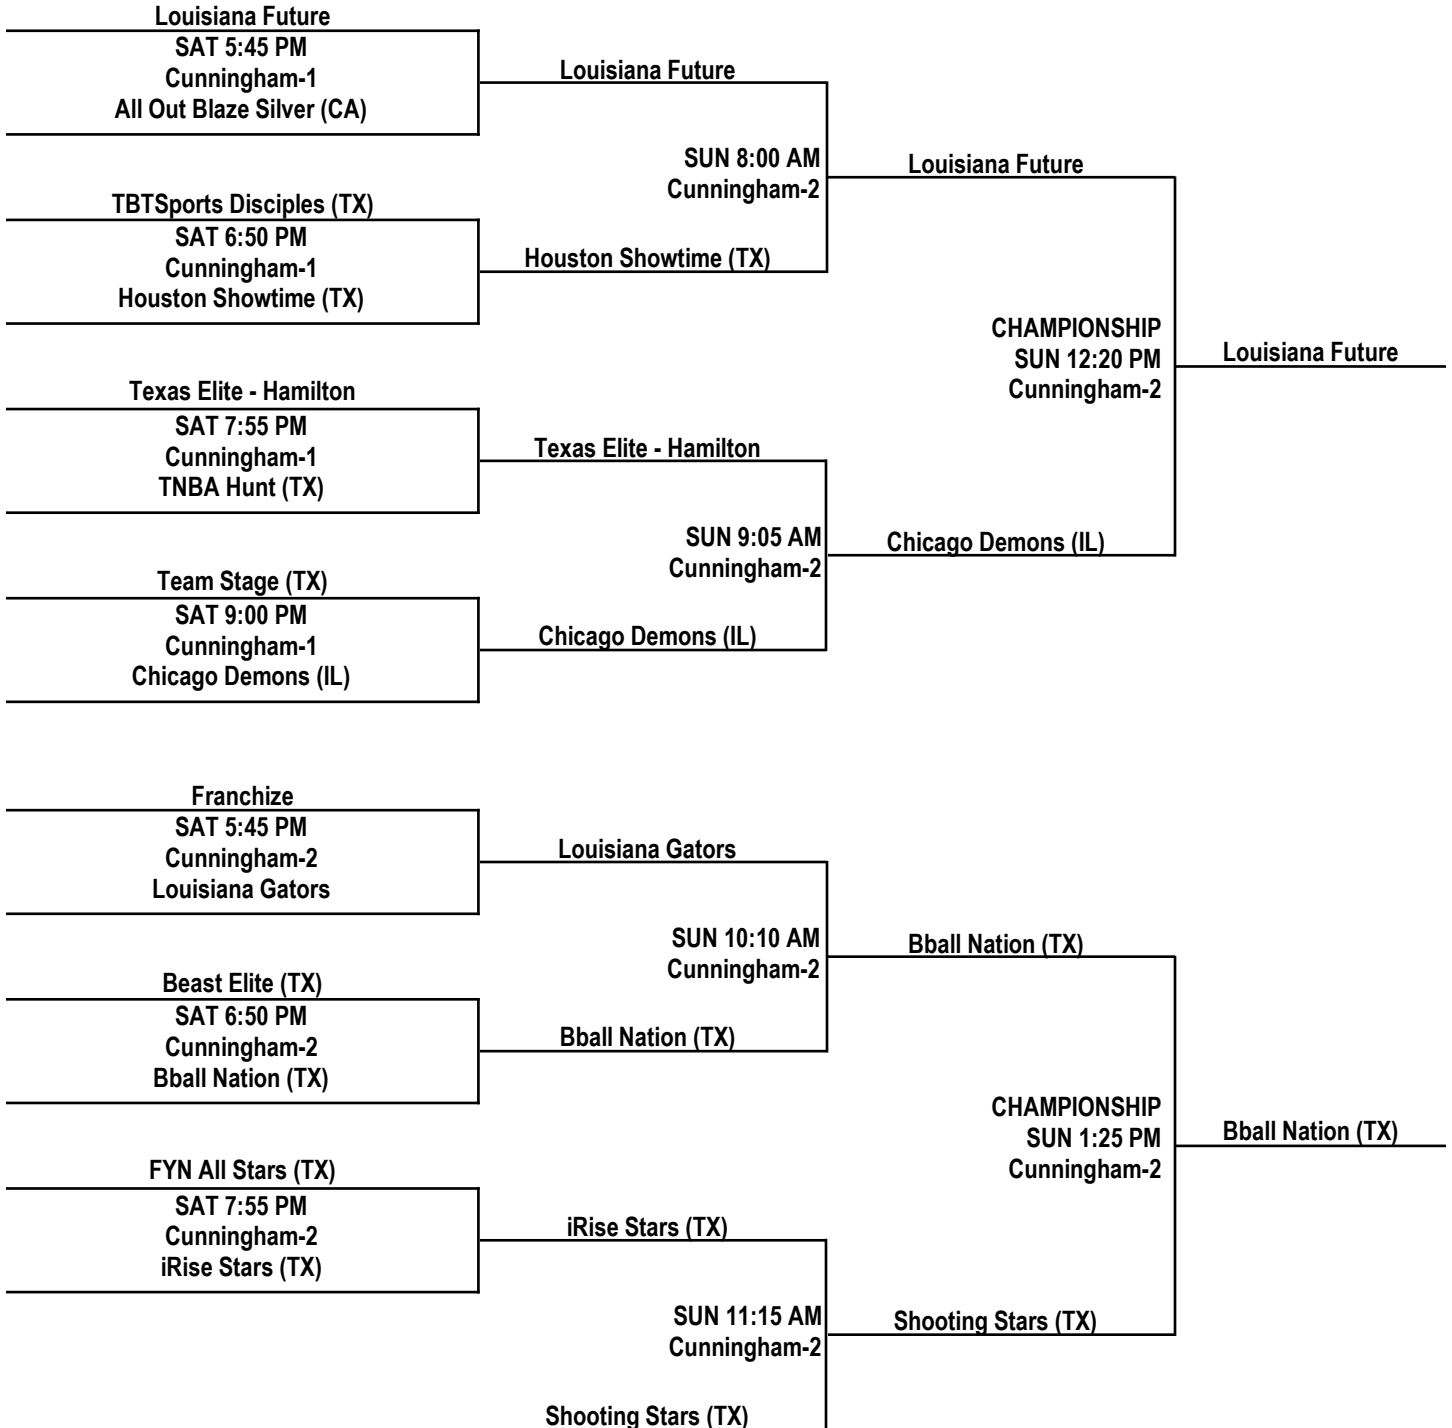 Louisiana Future
SAT 5:45 PM
Cunningham-1
All Out Blaze Silver (CA)
Louisiana Future
SUN 8:00 AM
Cunningham-2
Louisiana Future
TBTSports Disciples (TX)
SAT 6:50 PM
Cunningham-1
Houston Showtime (TX)
Houston Showtime (TX)
CHAMPIONSHIP
SUN 12:20 PM
Cunningham-2
Louisiana Future
Texas Elite - Hamilton
SAT 7:55 PM
Cunningham-1
TNBA Hunt (TX)
Texas Elite - Hamilton
SUN 9:05 AM
Cunningham-2
Chicago Demons (IL)
Team Stage (TX)
SAT 9:00 PM
Cunningham-1
Chicago Demons (IL)
Chicago Demons (IL)
Franchize
SAT 5:45 PM
Cunningham-2
Louisiana Gators
Louisiana Gators
SUN 10:10 AM
Cunningham-2
Bball Nation (TX)
Beast Elite (TX)
SAT 6:50 PM
Cunningham-2
Bball Nation (TX)
Bball Nation (TX)
CHAMPIONSHIP
SUN 1:25 PM
Cunningham-2
Bball Nation (TX)
FYN All Stars (TX)
SAT 7:55 PM
Cunningham-2
iRise Stars (TX)
iRise Stars (TX)
SUN 11:15 AM
Cunningham-2
Shooting Stars (TX)
Shooting Stars (TX)